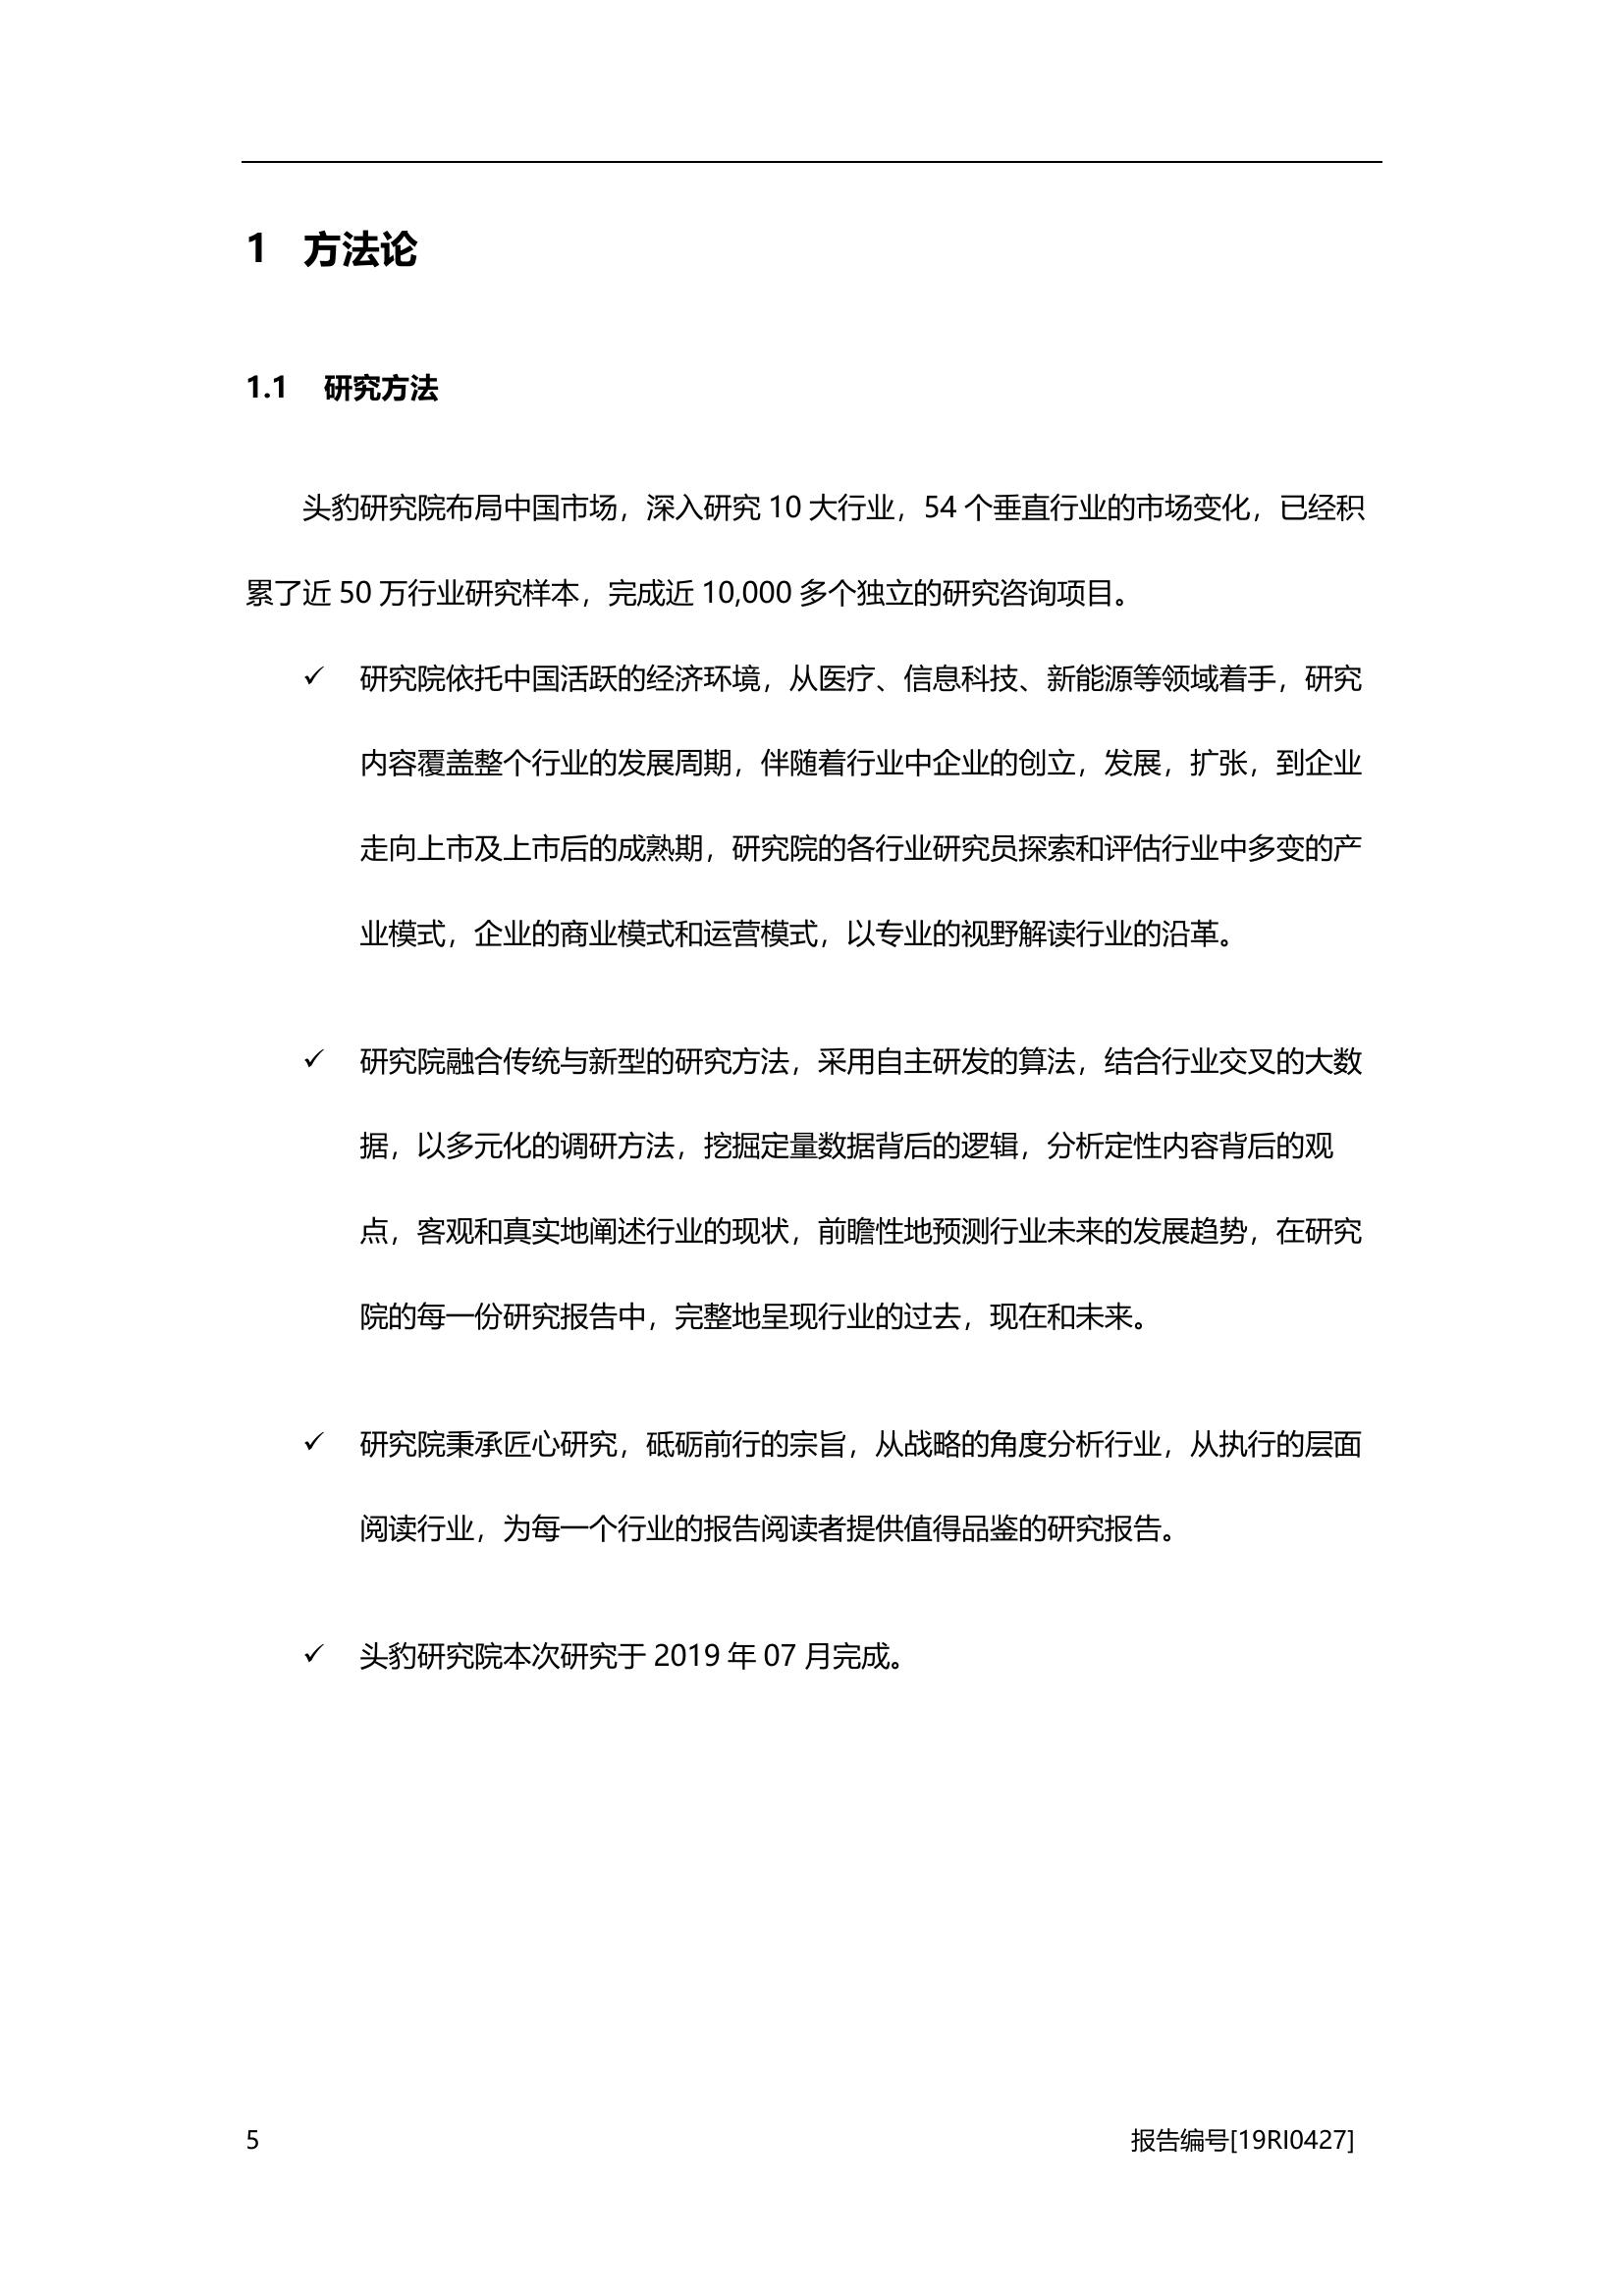 1 方法论
1.1 研究方法
头豹研究院布局中国市场，深入研究 10 大行业，54 个垂直行业的市场变化，已经积
累了近 50 万行业研究样本，完成近 10,000 多个独立的研究咨询项目。
✓ 研究院依托中国活跃的经济环境，从医疗、信息科技、新能源等领域着手，研究
内容覆盖整个行业的发展周期，伴随着行业中企业的创立，发展，扩张，到企业
走向上市及上市后的成熟期，研究院的各行业研究员探索和评估行业中多变的产
业模式，企业的商业模式和运营模式，以专业的视野解读行业的沿革。
✓ 研究院融合传统与新型的研究方法，采用自主研发的算法，结合行业交叉的大数
据，以多元化的调研方法，挖掘定量数据背后的逻辑，分析定性内容背后的观
点，客观和真实地阐述行业的现状，前瞻性地预测行业未来的发展趋势，在研究
院的每一份研究报告中，完整地呈现行业的过去，现在和未来。
✓ 研究院秉承匠心研究，砥砺前行的宗旨，从战略的角度分析行业，从执行的层面
阅读行业，为每一个行业的报告阅读者提供值得品鉴的研究报告。
✓ 头豹研究院本次研究于 2019 年 07 月完成。
5 报告编号[19RI0427]